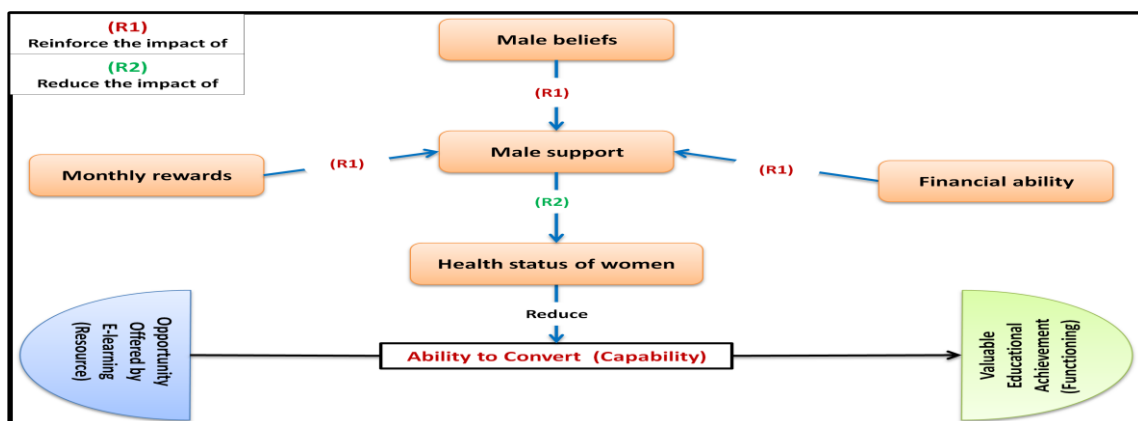 (R1)
Reinforce the impact of
(R2)
Reduce the impact of
Male beliefs
(R1)
Male support
Monthly rewards
(R1)
(R1)
Financial ability
(R2)
Health status of women
Reduce
Opportunity
Offered by
E-learning
(Resource)
Ability to Convert (Capability)
Valuable
Educational
Achievement
(Functioning)